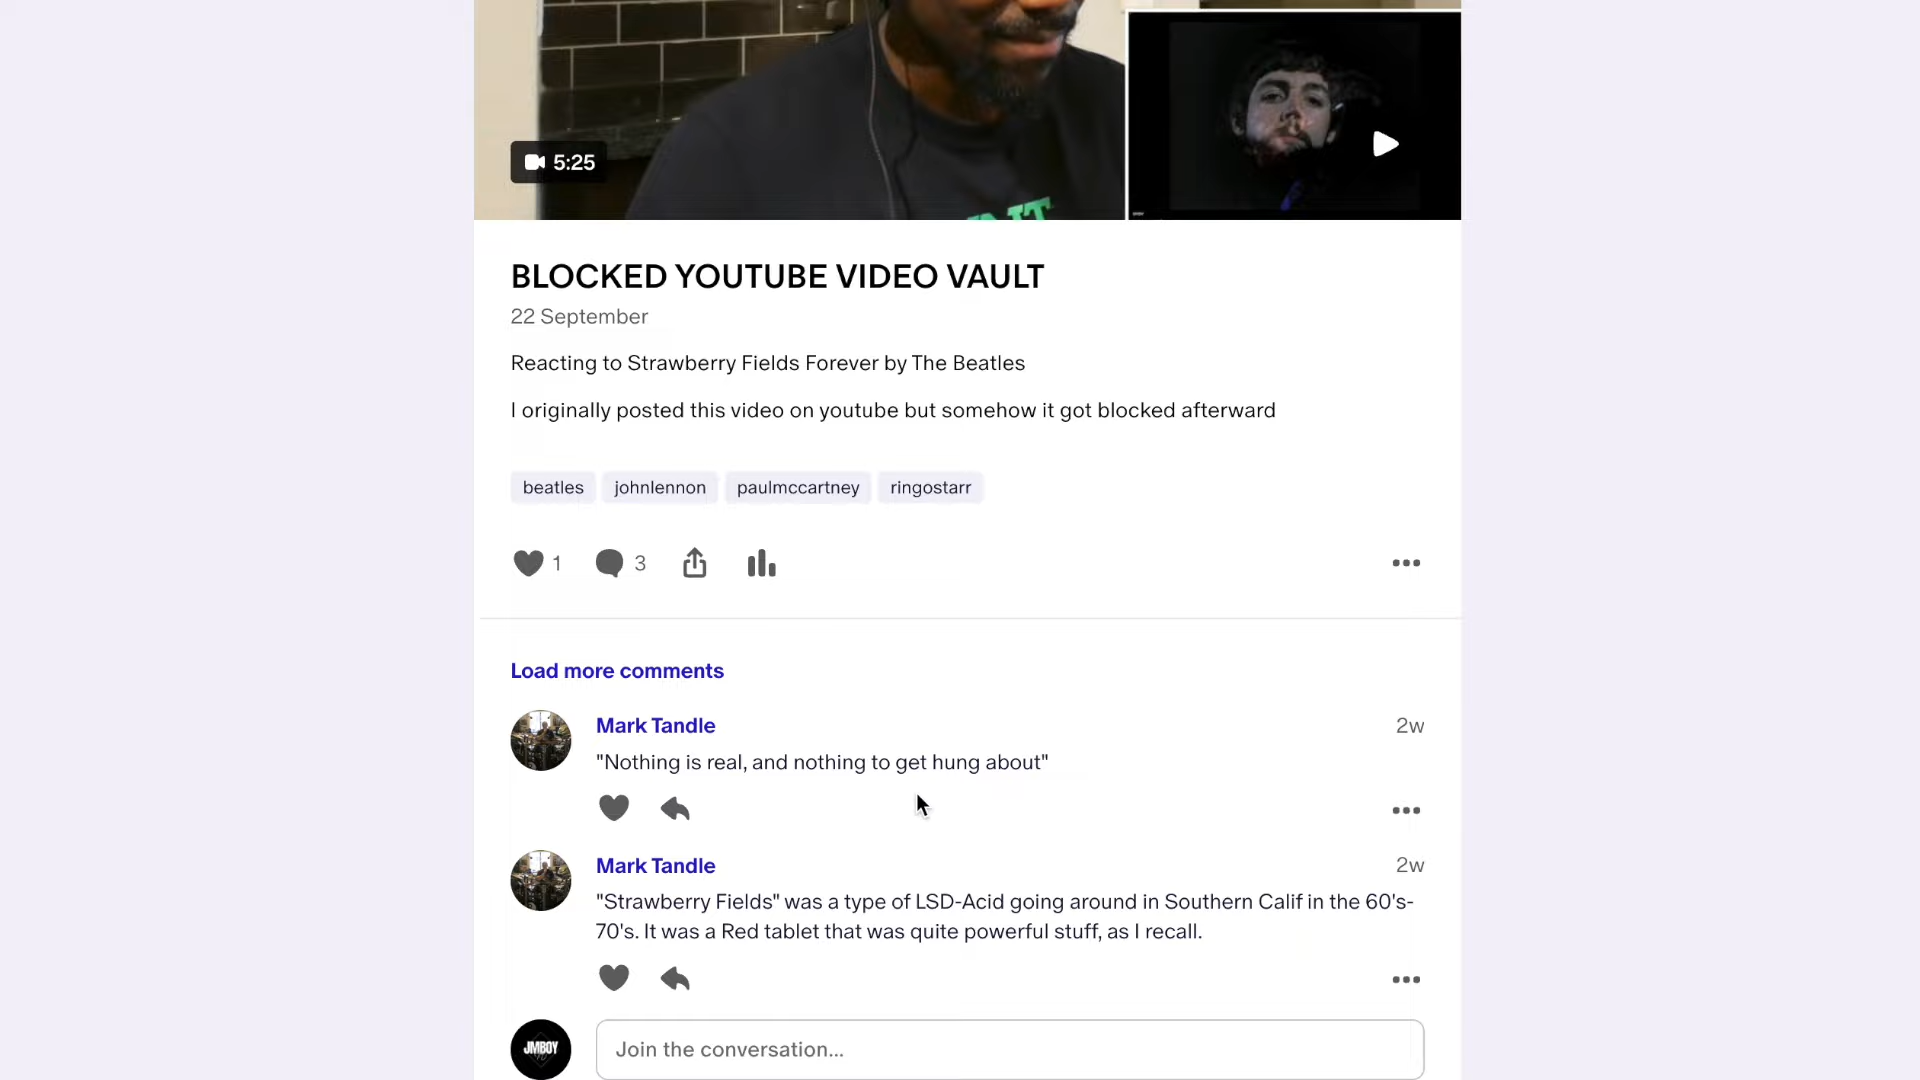 5:25
BLOCKED YOUTUBE VIDEO VAULT
22 September
Reacting to Strawberry Fields Forever by The Beatles
I originally posted this video on youtube but somehow it got blocked afterward
beatles johnlennon paulmccartney ringostarr
1 3
Load more comments
Mark Tandle 2w
"Nothing is real, and nothing to get hung about"
Mark Tandle 2w
"Strawberry Fields" was a type of LSD-Acid going around in Southern Calif in the 60's-
70's. It was a Red tablet that was quite powerful stuff, as I recall.
JMBOY
Join the conversation...